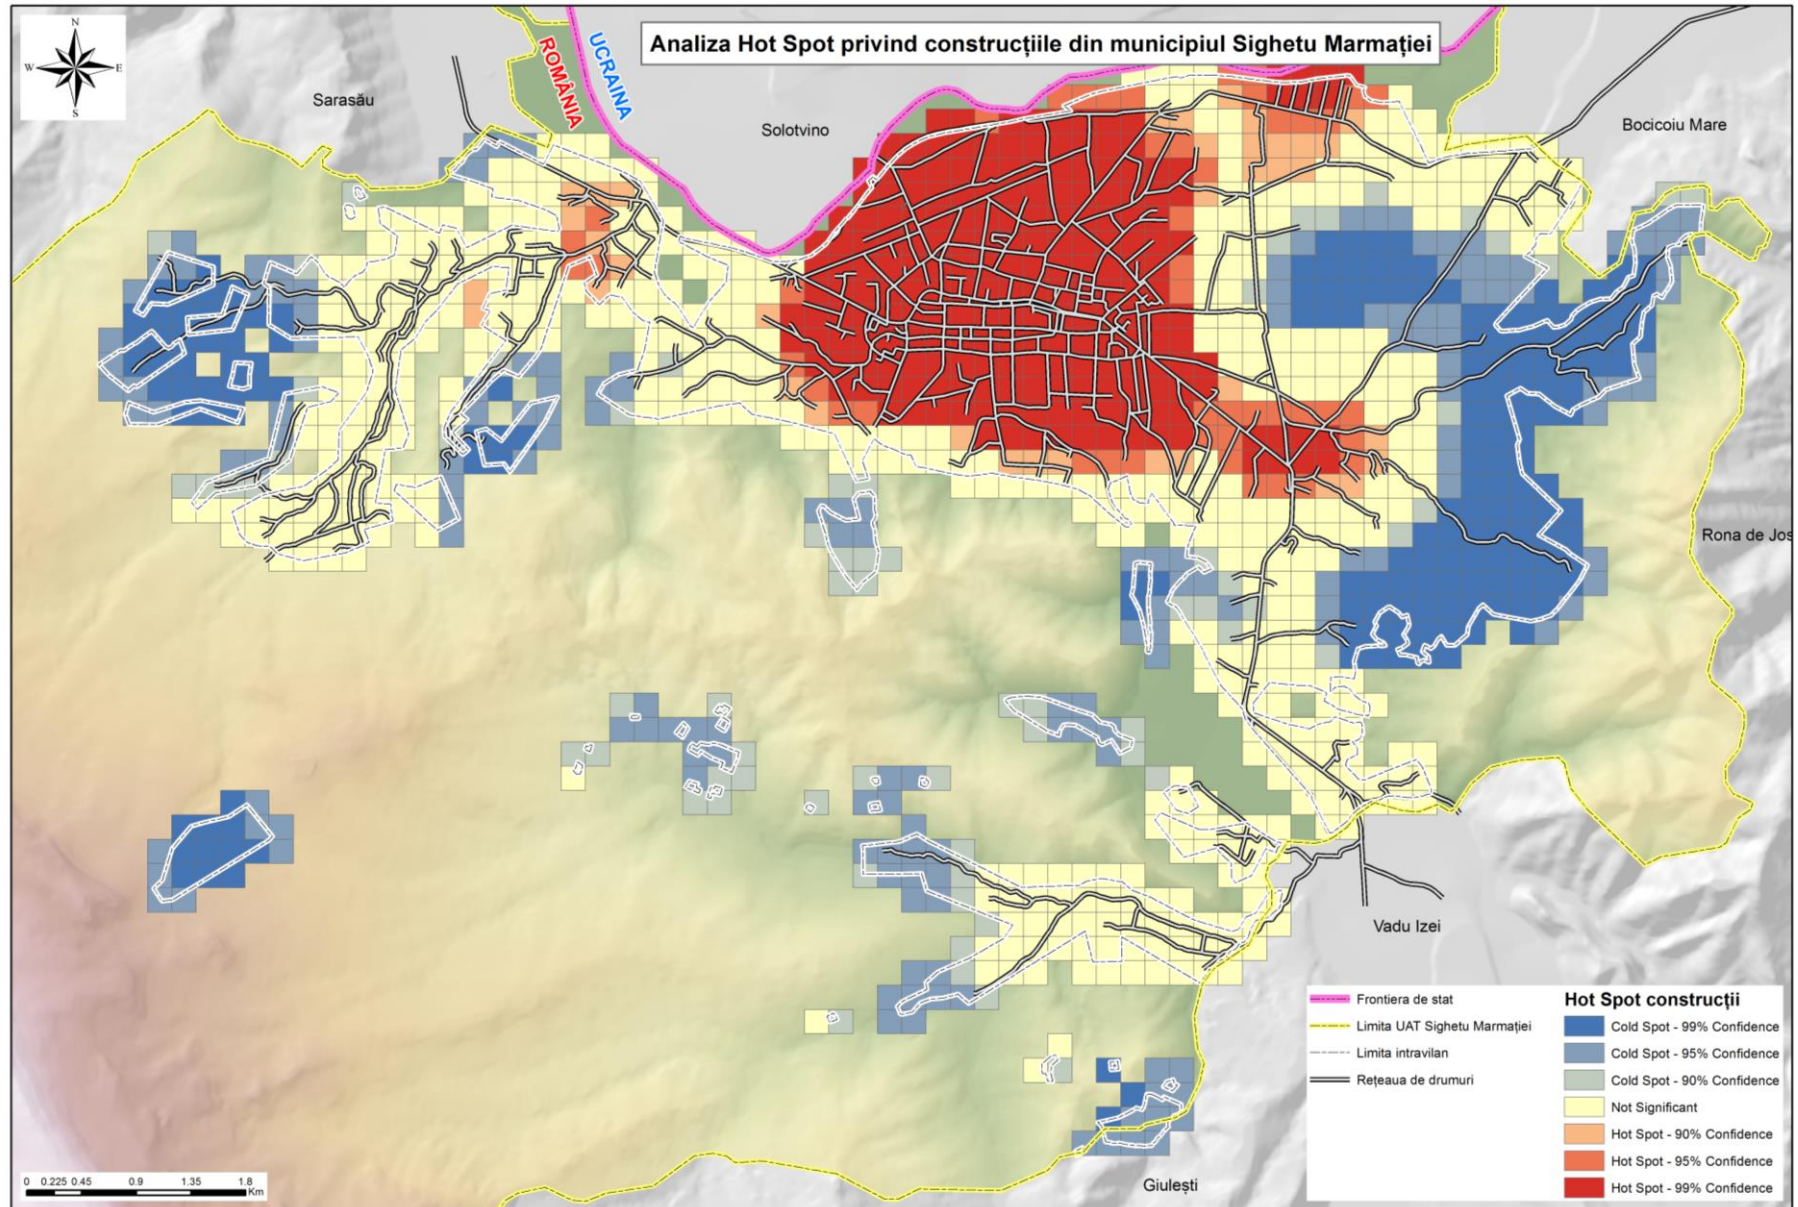 Analiza Hot Spot privind construcțiile din municipiul Sighetu Marmației
N
W
E
S
ROMÂNIA
UCRAINA
Sarasău
Solotvino
Bocicoiu Mare
Rona de Jos
Vadu Izei
Giulești
Frontiera de stat
Limita UAT Sighetu Marmației
Limita intravilan
Rețeaua de drumuri
Hot Spot construcții
Cold Spot - 99% Confidence
Cold Spot - 95% Confidence
Cold Spot - 90% Confidence
Not Significant
Hot Spot - 90% Confidence
Hot Spot - 95% Confidence
Hot Spot - 99% Confidence
0 0.225 0.45 0.9 1.35 1.8
Km